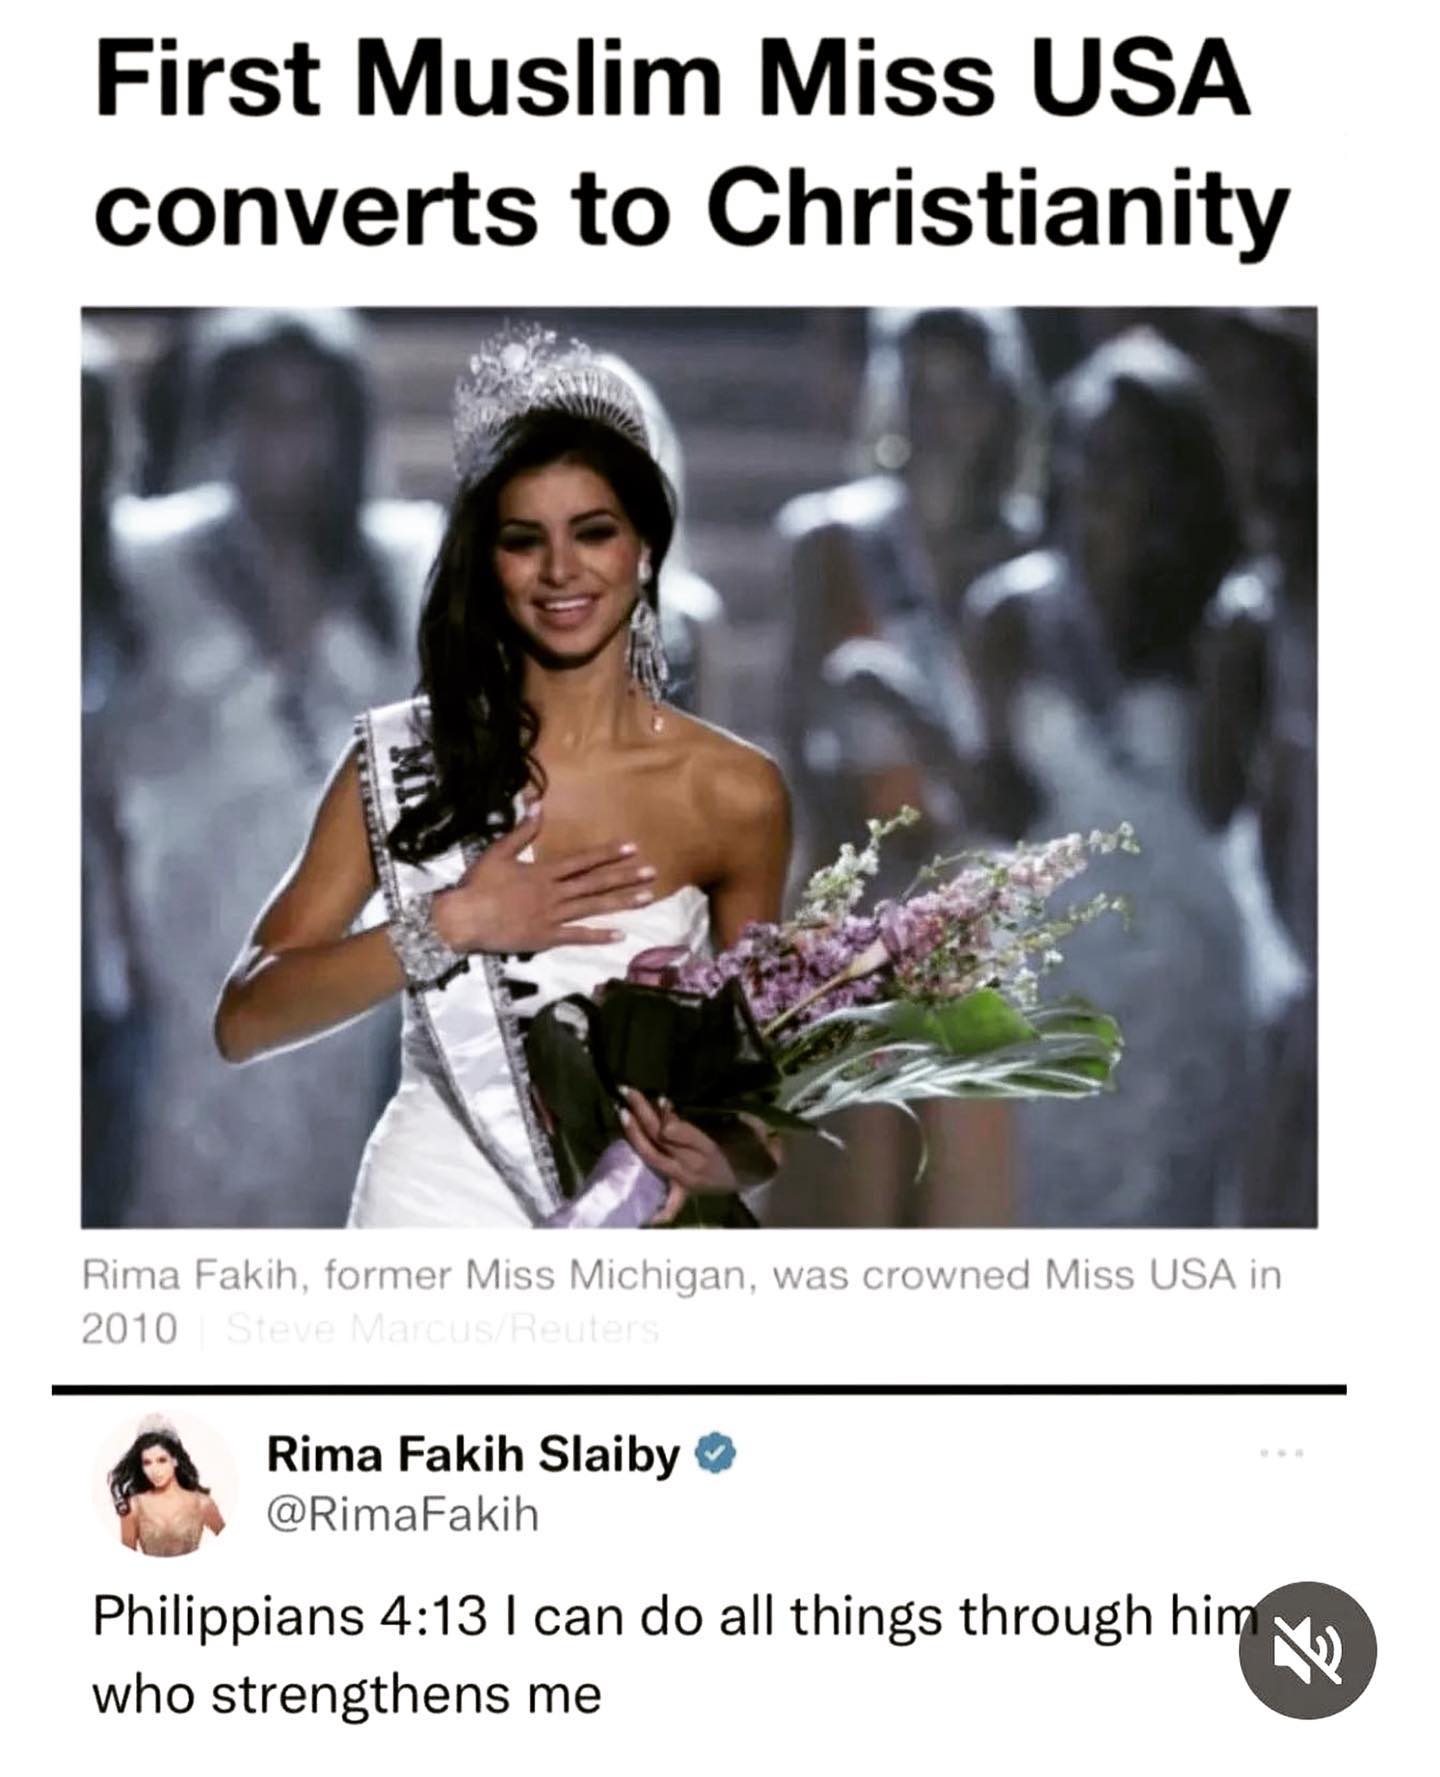 First Muslim Miss USA
converts to Christianity
Rima Fakih, former Miss Michigan, was crowned Miss USA in
2010 | Steve Marcus/Reuters
Rima Fakih Slaiby
@RimaFakih
Philippians 4:13 I can do all things through him
who strengthens me